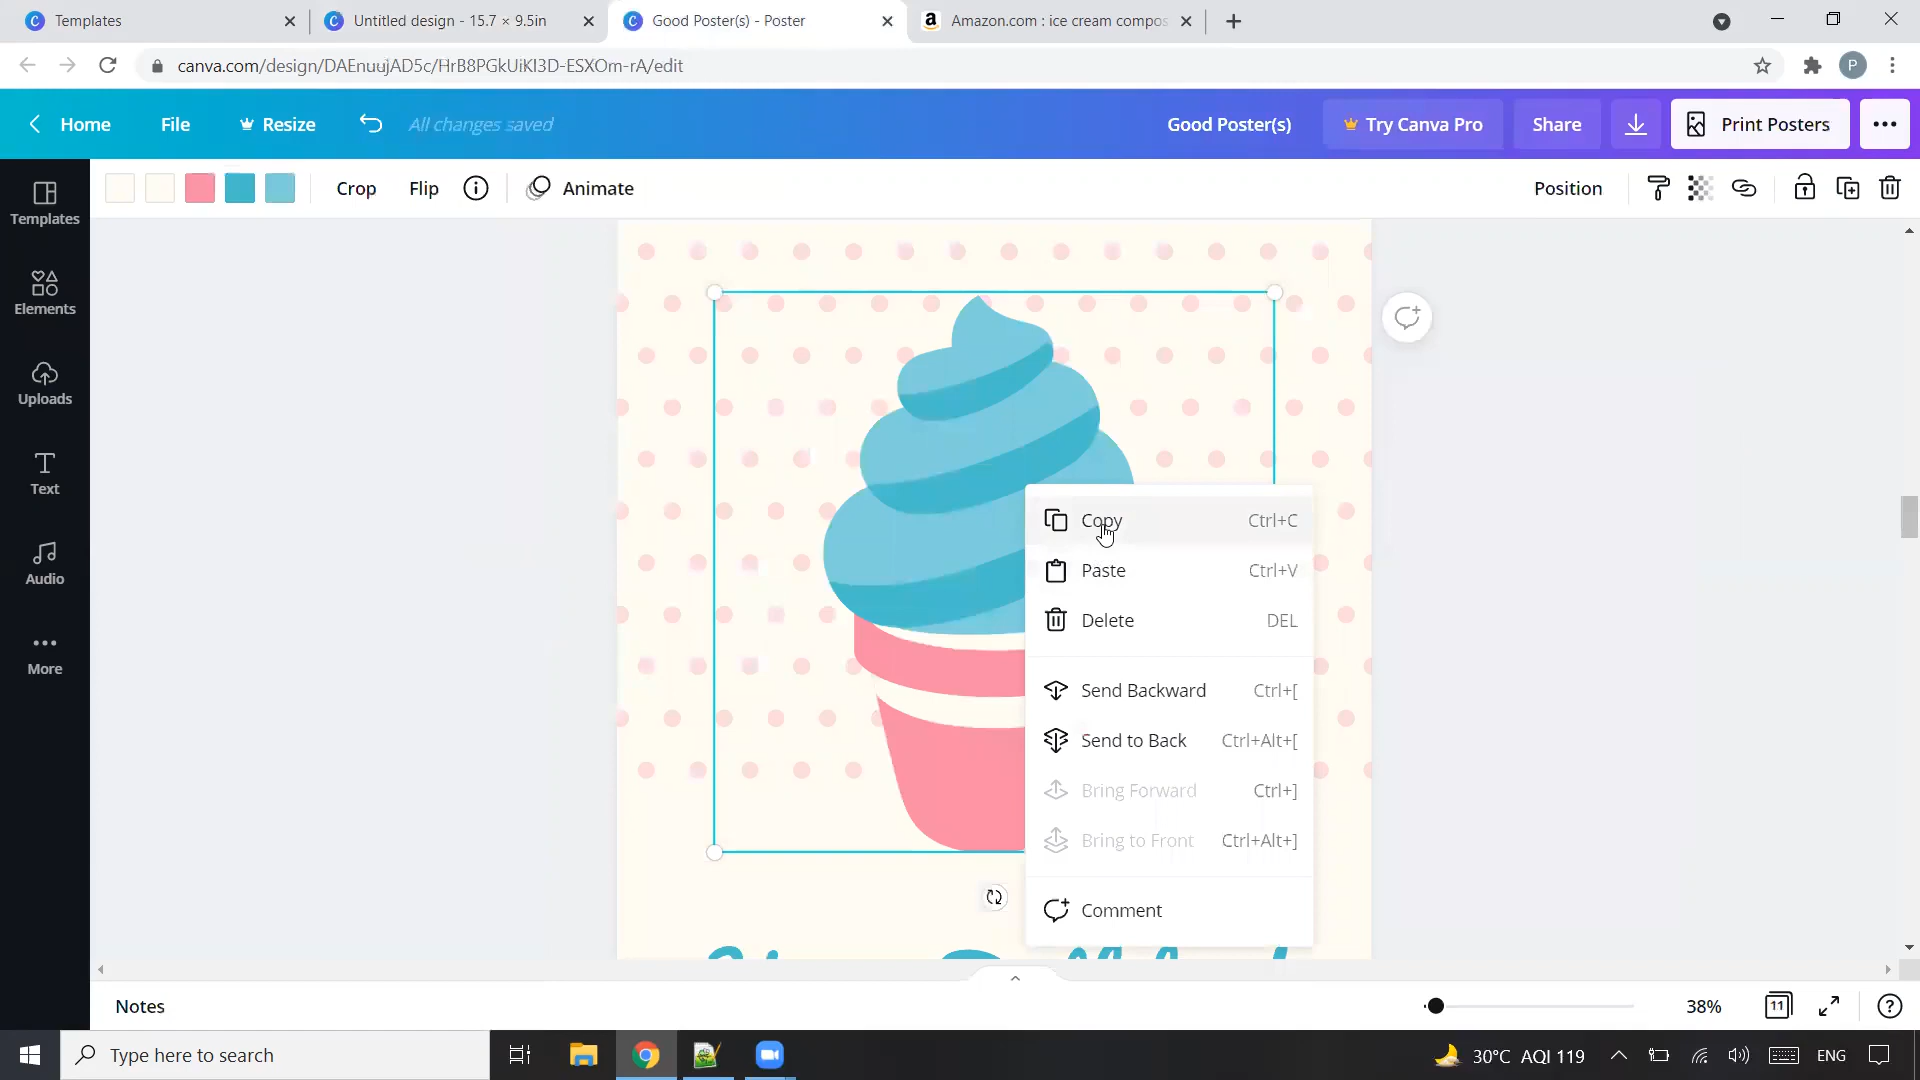 Templates
Untitled design - 15.7 × 9.5in
Good Poster(s) - Poster
Amazon.com : ice cream compos
canva.com/design/DAEnuujAD5c/HrB8PGkUiKI3D-ESXOm-rA/edit
P
Home
File
Resize
All changes saved
Good Poster(s)
Try Canva Pro
Share
Print Posters
Crop
Flip
Animate
Position
Templates
Elements
Uploads
Text
Audio
More
Copy Ctrl+C
Paste Ctrl+V
Delete DEL
Send Backward Ctrl+[
Send to Back Ctrl+Alt+[
Bring Forward Ctrl+]
Bring to Front Ctrl+Alt+]
Comment
Notes
38%
11
Type here to search
30°C AQI 119
ENG